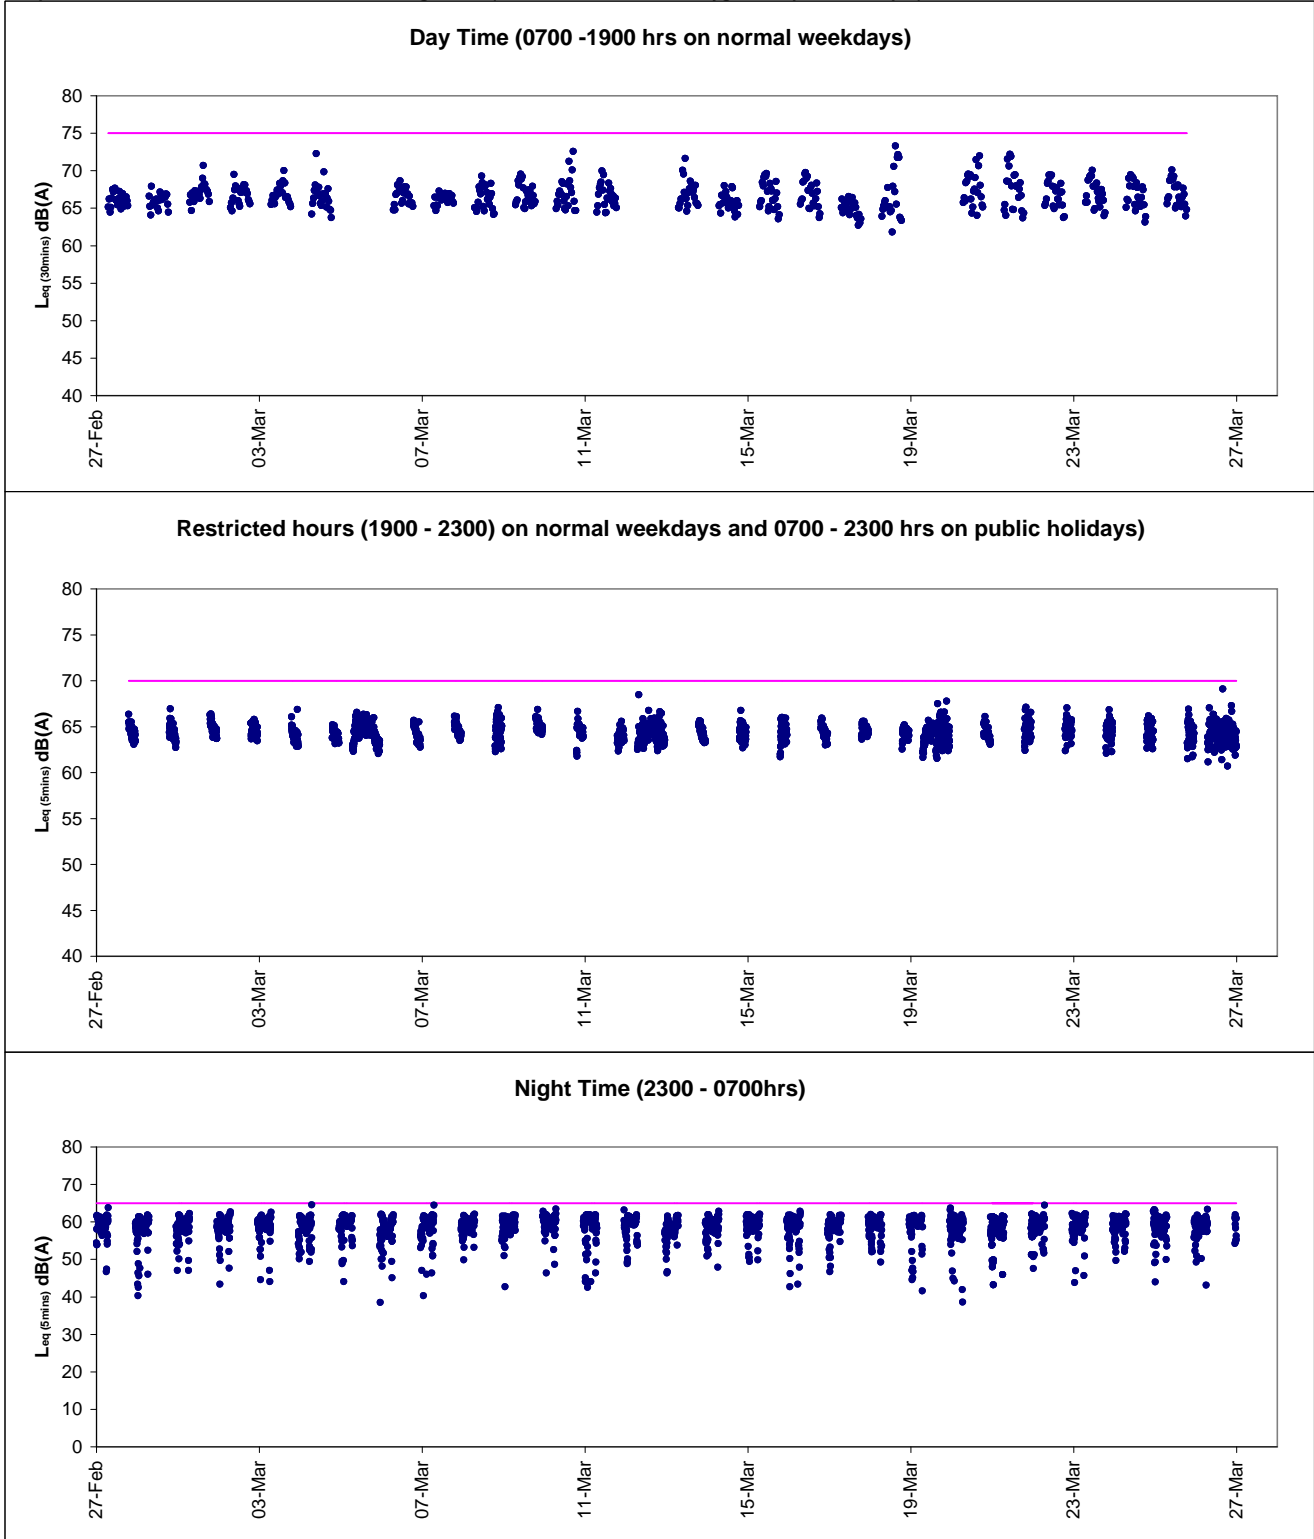 Day Time (0700 -1900 hrs on normal weekdays)
80
75
70
65
60
55
50
45
40
Leq (30mins) dB(A)
27-Feb
03-Mar
07-Mar
11-Mar
15-Mar
19-Mar
23-Mar
27-Mar
Restricted hours (1900 - 2300) on normal weekdays and 0700 - 2300 hrs on public holidays)
80
75
70
65
60
55
50
45
40
Leq (5mins) dB(A)
27-Feb
03-Mar
07-Mar
11-Mar
15-Mar
19-Mar
23-Mar
27-Mar
Night Time (2300 - 0700hrs)
80
70
60
50
40
30
20
10
0
Leq (5mins) dB(A)
27-Feb
03-Mar
07-Mar
11-Mar
15-Mar
19-Mar
23-Mar
27-Mar